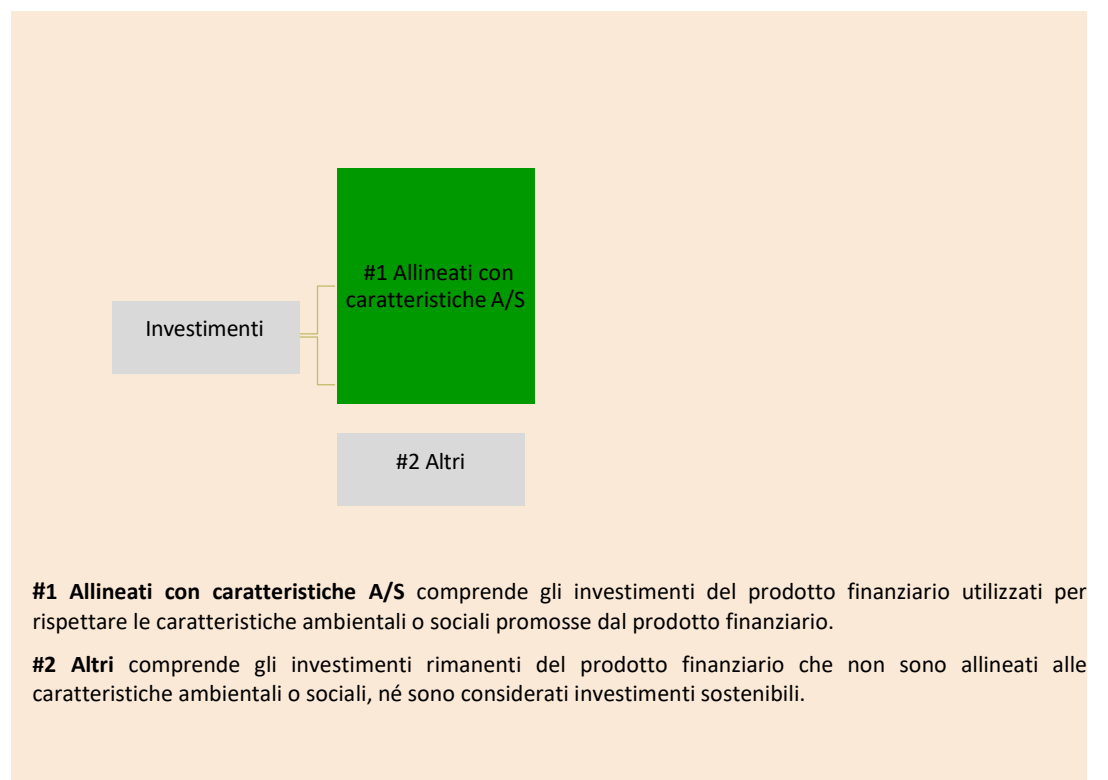 #1 Allineati con
caratteristiche A/S
Investimenti
#2 Altri
#1 Allineati con caratteristiche A/S comprende gli investimenti del prodotto finanziario utilizzati per
rispettare le caratteristiche ambientali o sociali promosse dal prodotto finanziario.
#2 Altri comprende gli investimenti rimanenti del prodotto finanziario che non sono allineati alle
caratteristiche ambientali o sociali, né sono considerati investimenti sostenibili.